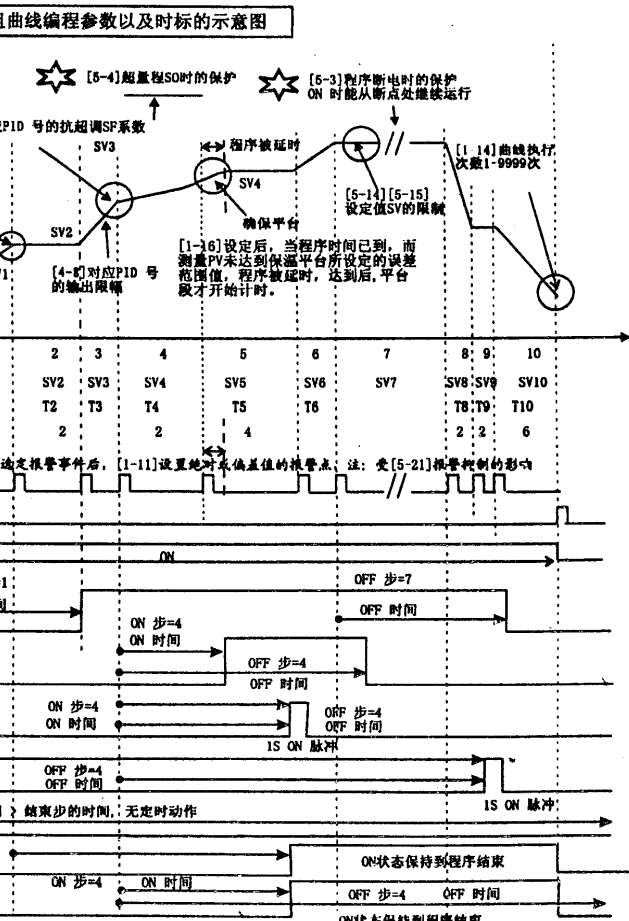 组曲线编程参数以及时标的示意图
[5-4]超量程SO时的保护
[5-3]程序断电时的保护
ON 时能从断点处继续运行
PID 号的抗超调SF系数
SV3
程序被延时
[1 14]曲线执行
次数1-9999次
SV4
[5-14][5-15]
设定值SV的限制
确保平台
SV2
[4-8]对应PID 号
的输出限幅
[1-16]设定后, 当程序时间已到, 而
测量PV未达到保温平台所设定的误差
范围值, 程序被延时, 达到后, 平台
段才开始计时.
2 3 4 5 6 7 8 9 10
SV2 SV3 SV4 SV5 SV6 SV7 SV8 SV9 SV10
T2 T3 T4 T5 T6 T8 T9 T10
2 2 4 2 2 6
选定报警事件后, [1-11]设置绝对或偏差值的报警点, 注: 受[5-21]报警抑制的影响
ON
OFF 步=7
OFF 时间
ON 步=4
ON 时间
OFF 步=4
OFF 时间
ON 步=4
ON 时间
OFF 步=4
OFF 时间
1S ON 脉冲
OFF 步=4
OFF 时间
1S ON 脉冲
> 结束步的时间, 无定时动作
ON状态保持到程序结束
ON 步=4 ON 时间
OFF 步=4 OFF 时间
ON状态保持到程序结束